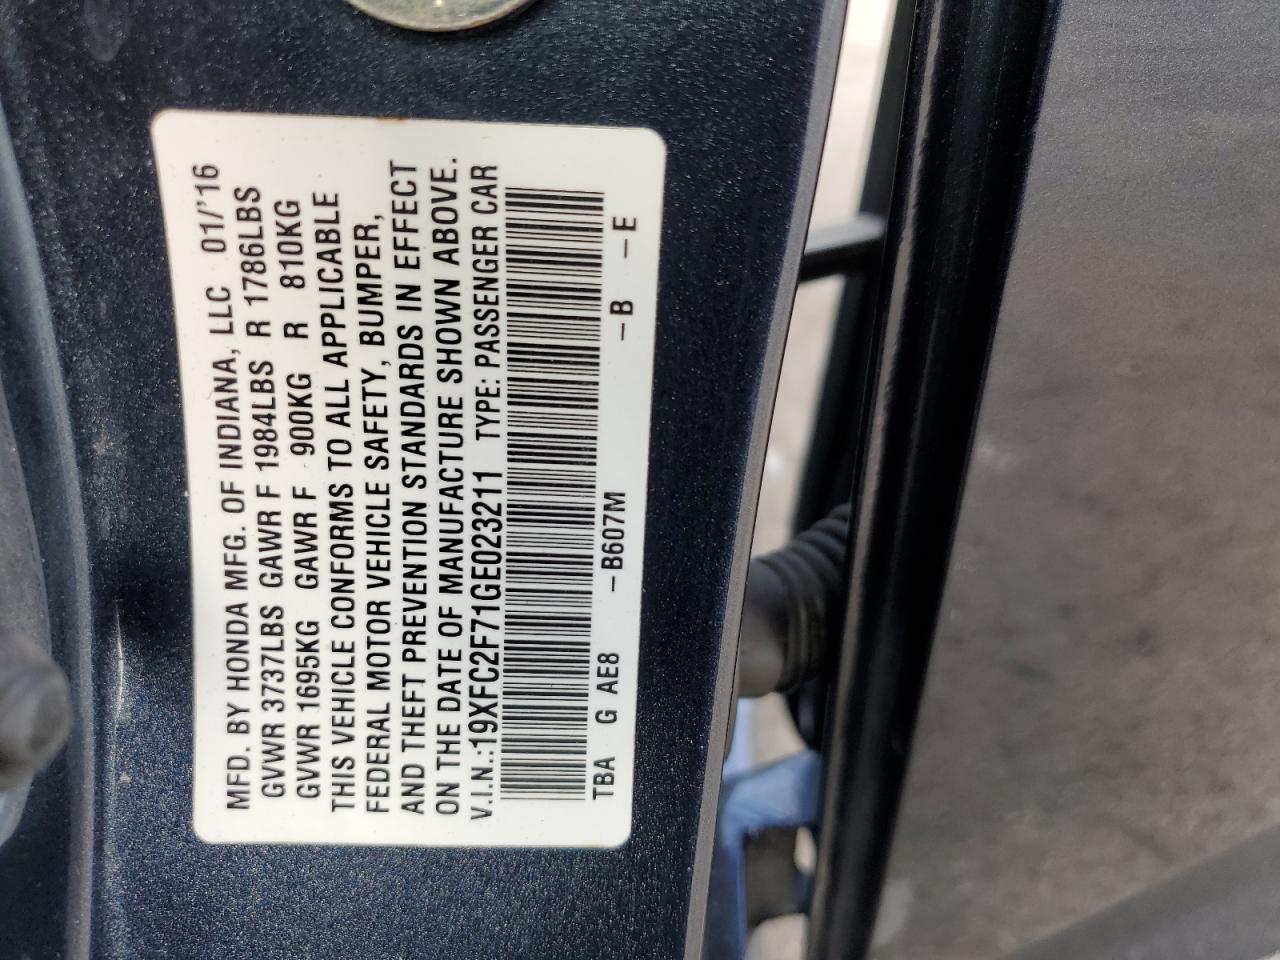 MFD. BY HONDA MFG. OF INDIANA, LLC 01/'16
GVWR 3737LBS GAWR F 1984LBS R 1786LBS
GVWR 1695KG GAWR F 900KG R 810KG
THIS VEHICLE CONFORMS TO ALL APPLICABLE
FEDERAL MOTOR VEHICLE SAFETY, BUMPER,
AND THEFT PREVENTION STANDARDS IN EFFECT
ON THE DATE OF MANUFACTURE SHOWN ABOVE.
V.I.N.:19XFC2F71GE023211 TYPE: PASSENGER CAR
TBA G AE8 -B607M -B -E